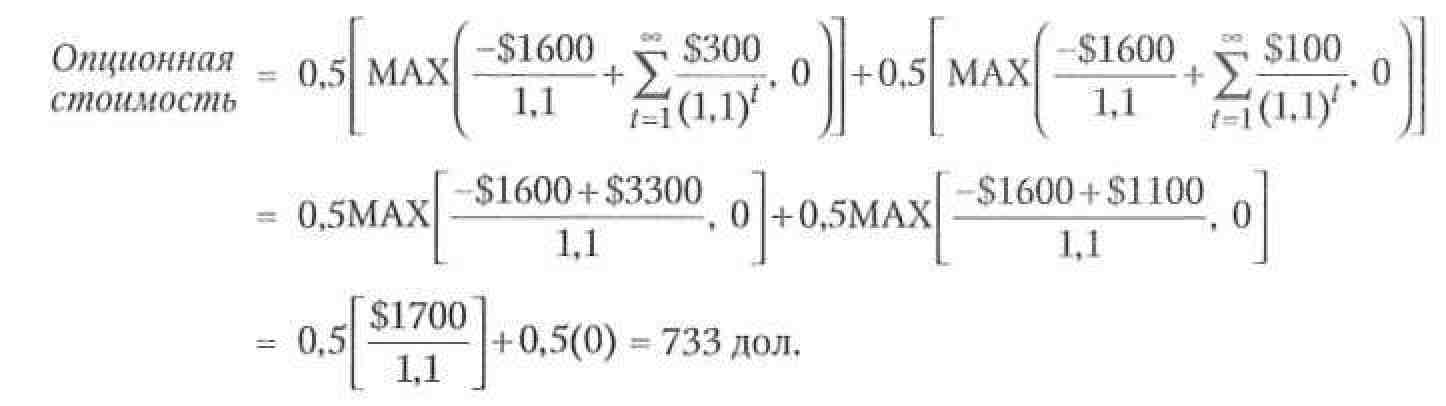 Опционная стоимость = 0,5[MAX(−$1600/1,1 + ∑_{t=1}^{∞} $300/(1,1)^t, 0)] + 0,5[MAX(−$1600/1,1 + ∑_{t=1}^{∞} $100/(1,1)^t, 0)]
= 0,5MAX[(−$1600 + $3300)/1,1, 0] + 0,5MAX[(−$1600 + $1100)/1,1, 0]
= 0,5[$1700/1,1] + 0,5(0) = 733 дол.